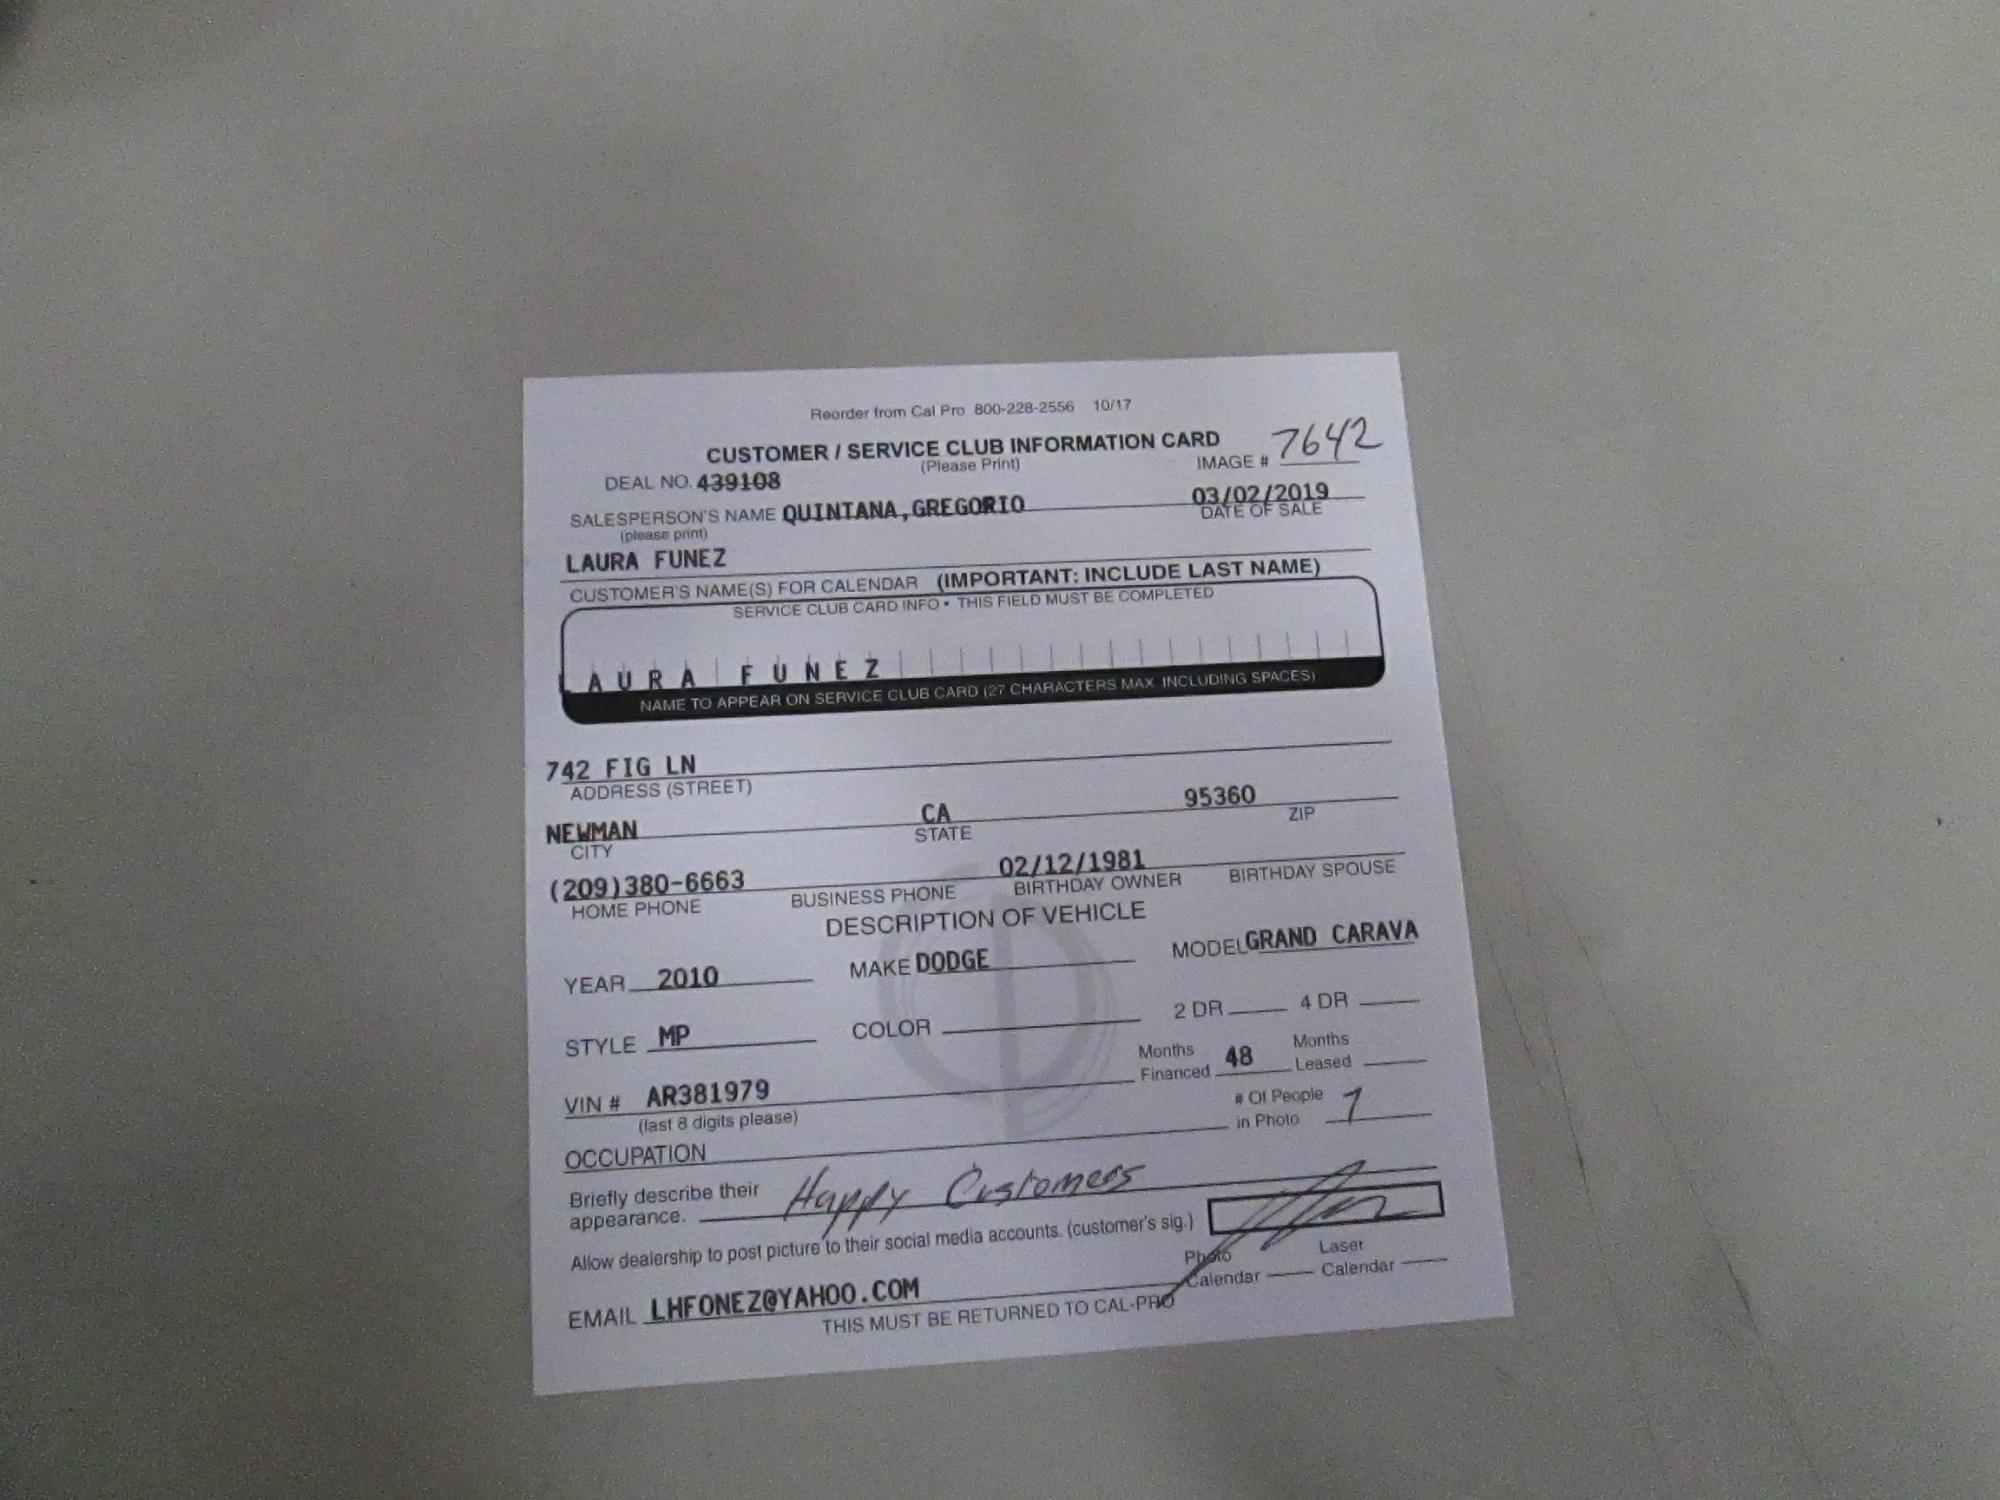 Reorder from Cal Pro 800-228-2556 10/17
CUSTOMER / SERVICE CLUB INFORMATION CARD
(Please Print)
IMAGE # 7642
DEAL NO. 439108
SALESPERSON'S NAME QUINTANA,GREGORIO 03/02/2019
(please print) DATE OF SALE
LAURA FUNEZ
CUSTOMER'S NAME(S) FOR CALENDAR (IMPORTANT: INCLUDE LAST NAME)
SERVICE CLUB CARD INFO • THIS FIELD MUST BE COMPLETED
L A U R A F U N E Z
NAME TO APPEAR ON SERVICE CLUB CARD (27 CHARACTERS MAX INCLUDING SPACES)
742 FIG LN
ADDRESS (STREET)
NEWMAN CA 95360
CITY STATE ZIP
(209)380-6663 02/12/1981
HOME PHONE BUSINESS PHONE BIRTHDAY OWNER BIRTHDAY SPOUSE
DESCRIPTION OF VEHICLE
YEAR 2010 MAKE DODGE MODEL GRAND CARAVA
STYLE MP COLOR 2 DR 4 DR
VIN # AR381979 Months Financed 48 Months Leased
(last 8 digits please)
# Of People in Photo 1
OCCUPATION
Briefly describe their appearance. Happy Customers
Allow dealership to post picture to their social media accounts. (customer's sig.)
Photo Calendar Laser Calendar
EMAIL LHFONEZ@YAHOO.COM
THIS MUST BE RETURNED TO CAL-PRO